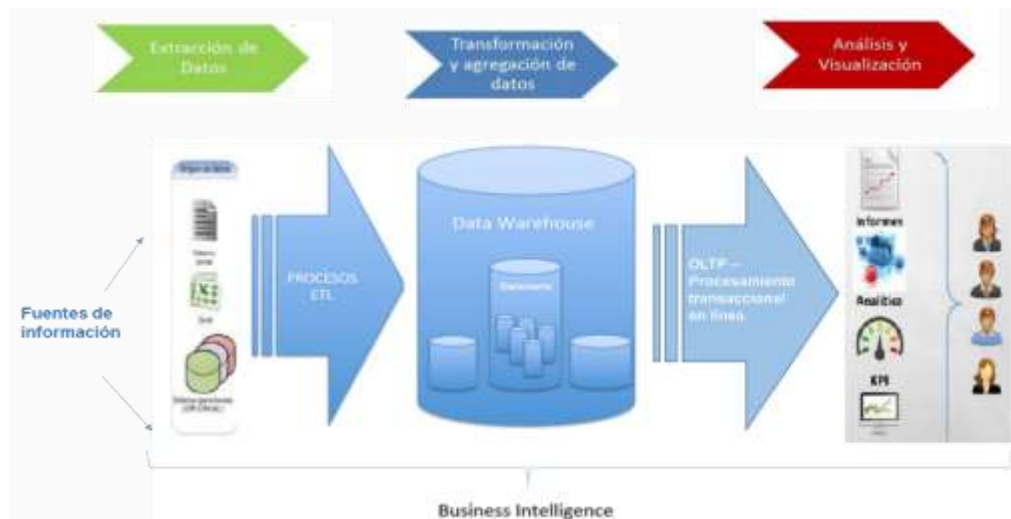 Extracción de
Datos
Transformación
y agregación de
datos
Análisis y
Visualización
Fuentes de
información
PROCESOS
ETL
Data Warehouse
OLTP –
Procesamiento
transaccional
en línea
Informes
Analítica
KPI
Business Intelligence